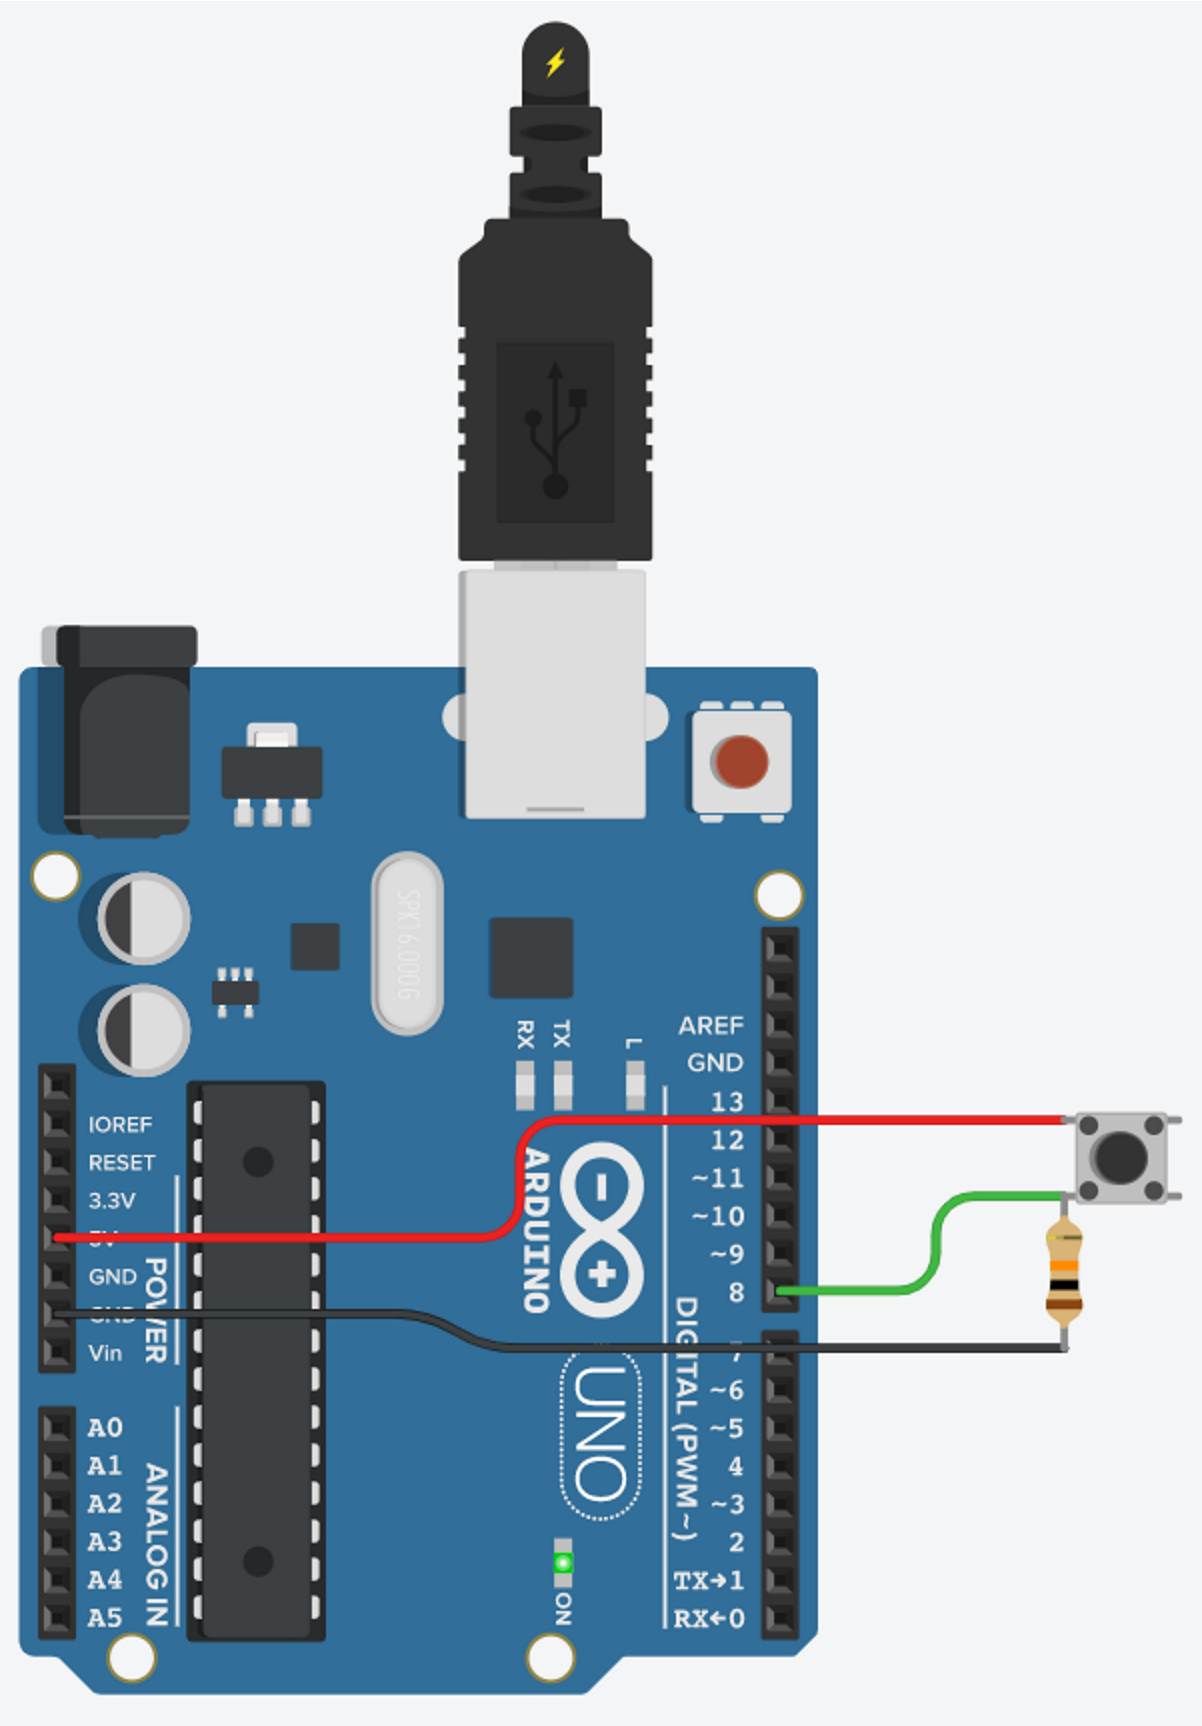 SPK16.000G
RX
TX
L
AREF
GND
13
12
~11
~10
~9
8
7
~6
~5
4
~3
2
TX→1
RX←0
DIGITAL (PWM~)
ARDUINO
UNO
ON
IOREF
RESET
3.3V
5V
GND
GND
Vin
POWER
A0
A1
A2
A3
A4
A5
ANALOG IN